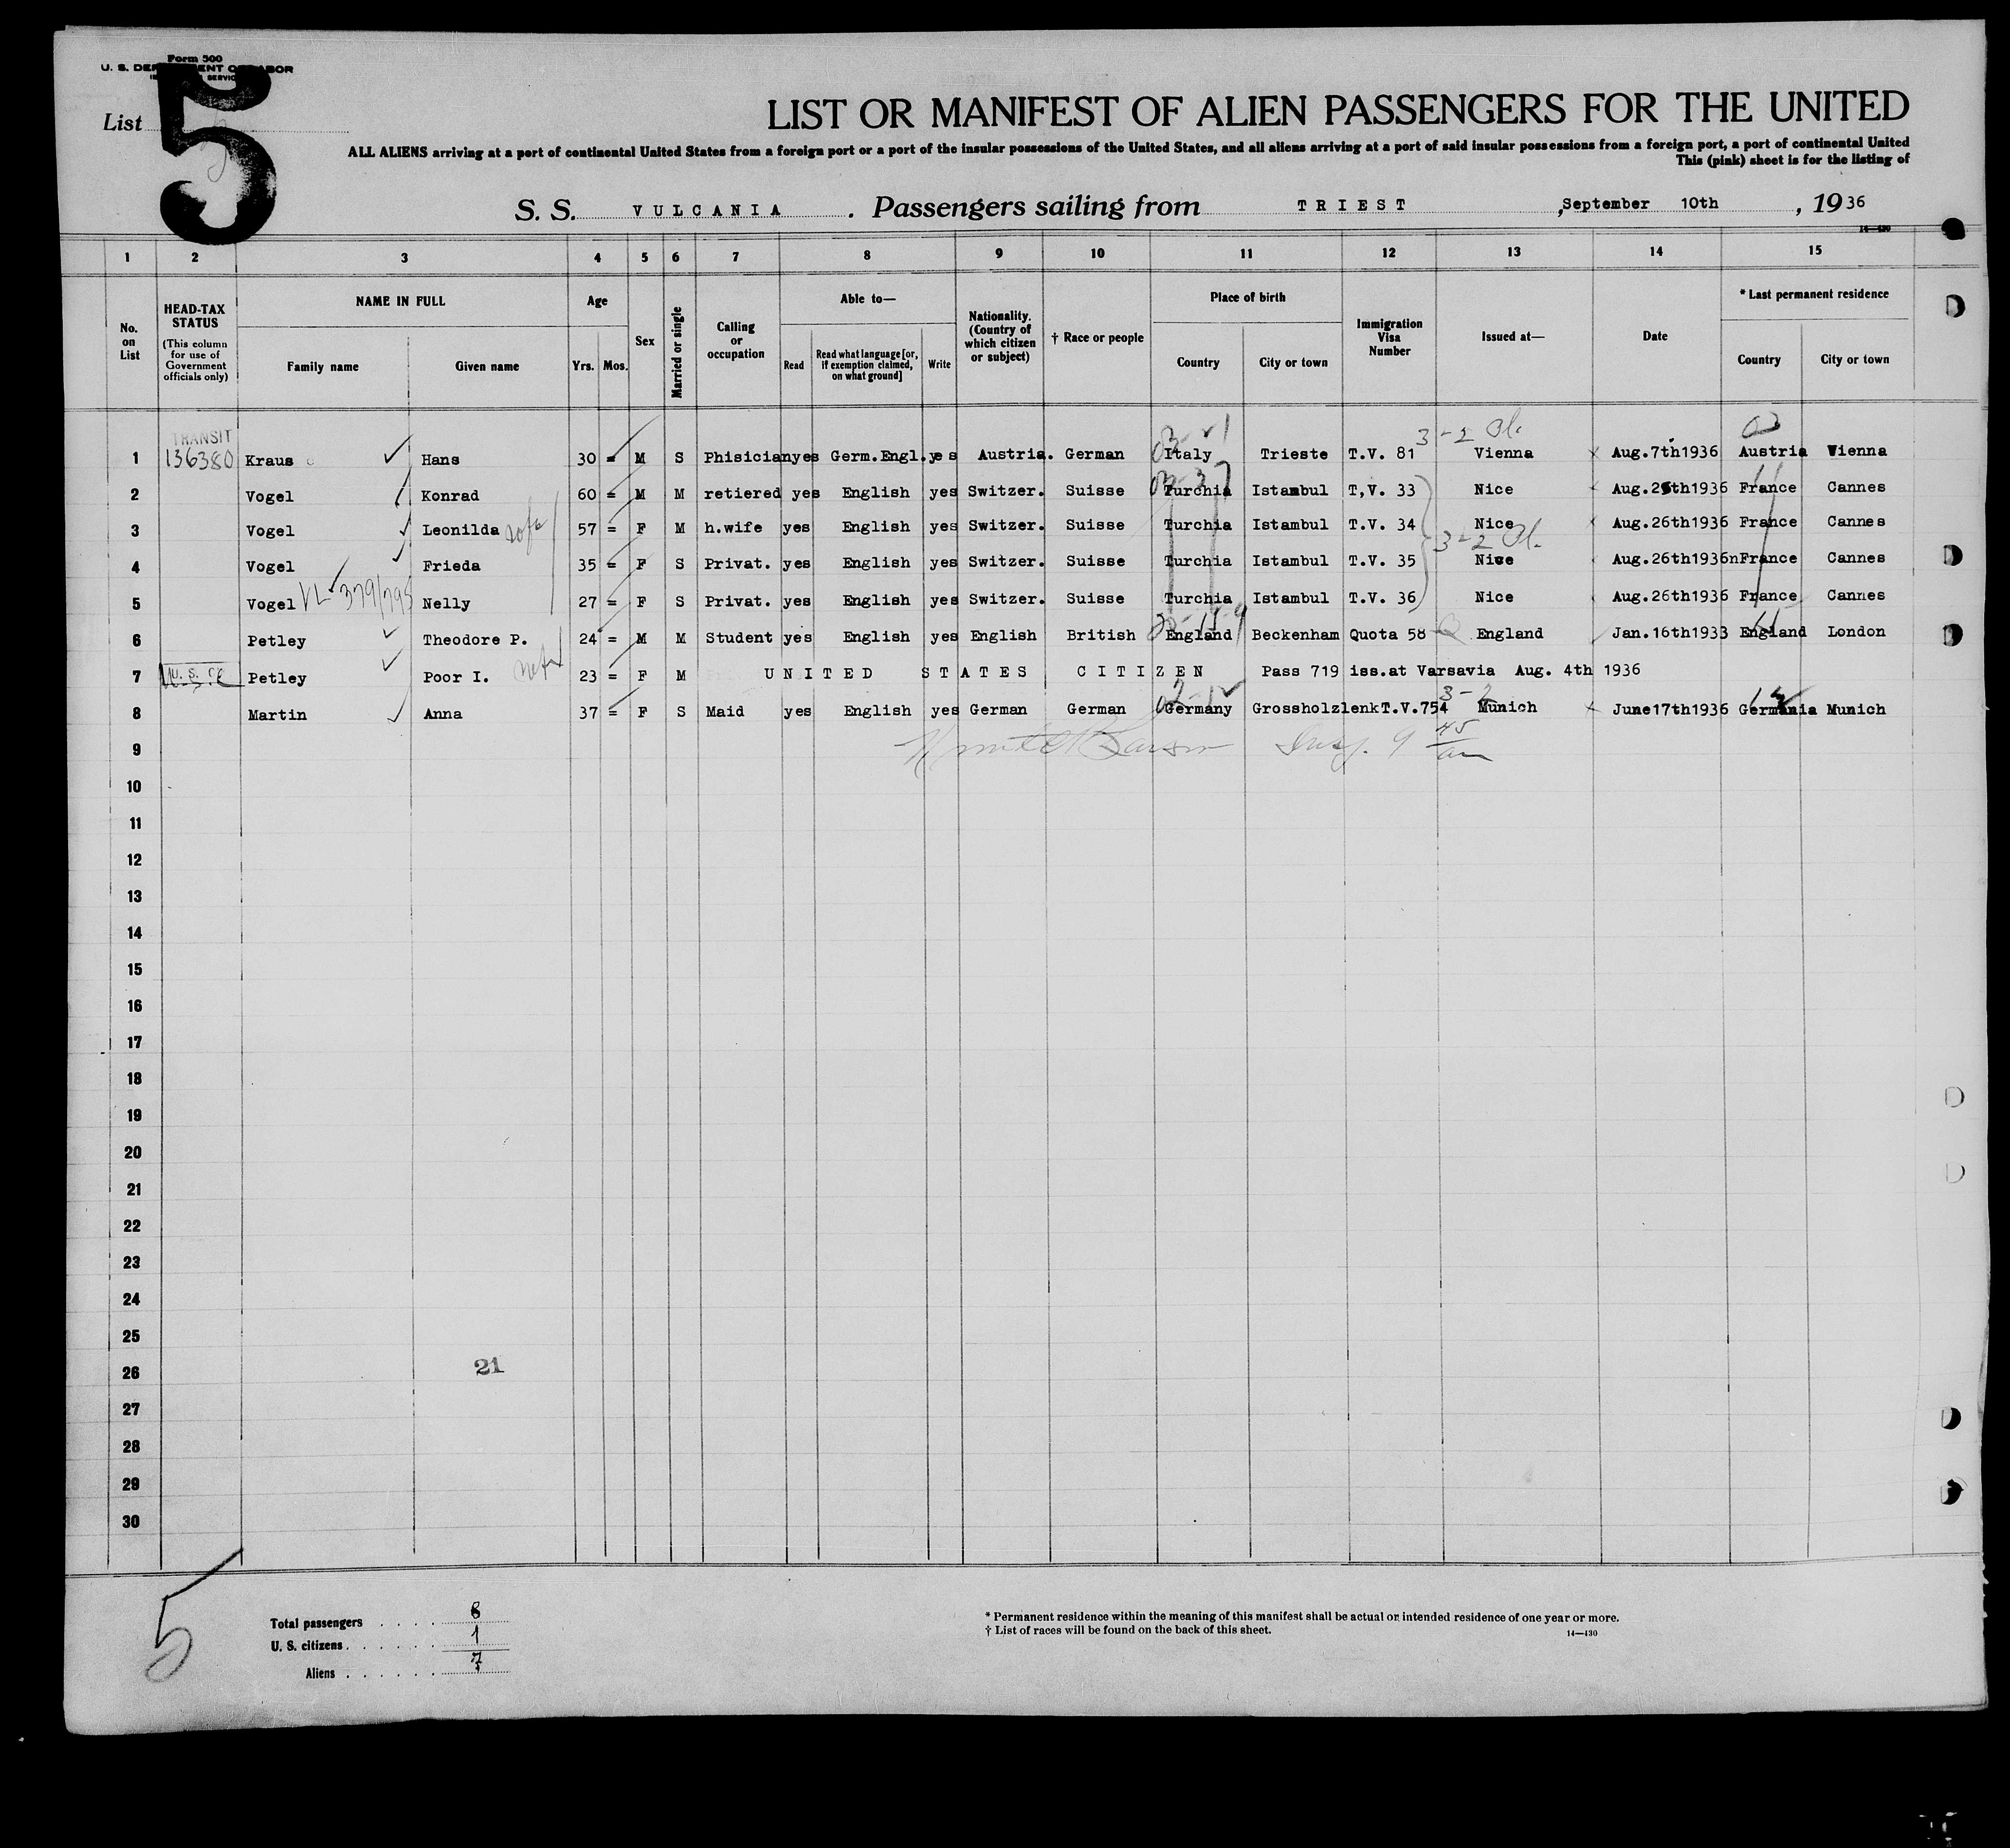 Form 500
U. S. DEPARTMENT OF LABOR
SERVICE
List 5
LIST OR MANIFEST OF ALIEN PASSENGERS FOR THE UNITED
ALL ALIENS arriving at a port of continental United States from a foreign port or a port of the insular possessions of the United States, and all aliens arriving at a port of said insular possessions from a foreign port, a port of continental United
This (pink) sheet is for the listing of
S. S. VULCANIA . Passengers sailing from TRIEST , September 10th , 1936
14—430
1 2 3 4 5 6 7 8 9 10 11 12 13 14 15
No. on List
HEAD-TAX STATUS (This column for use of Government officials only)
NAME IN FULL Family name Given name
Age Yrs. Mos.
Sex
Married or single
Calling or occupation
Able to— Read Read what language [or, if exemption claimed, on what ground] Write
Nationality. (Country of which citizen or subject)
† Race or people
Place of birth Country City or town
Immigration Visa Number
Issued at—
Date
* Last permanent residence Country City or town
3-2
TRANSIT
1 136380 Kraus Hans 30 = M S Phisician yes Germ.Engl. yes Austria. German Italy Trieste T.V. 81 Vienna Aug.7th1936 Austria Wienna
2 Vogel Konrad 60 = M M retiered yes English yes Switzer. Suisse Turchia Istambul T,V. 33 Nice Aug.26th1936 France Cannes
3 Vogel Leonilda 57 = F M h.wife yes English yes Switzer. Suisse Turchia Istambul T.V. 34 Nice Aug.26th1936 France Cannes
3-2
4 Vogel Frieda 35 = F S Privat. yes English yes Switzer. Suisse Turchia Istambul T.V. 35 Nice Aug.26th1936n France Cannes
5 Vogel VL 379/795 Nelly 27 = F S Privat. yes English yes Switzer. Suisse Turchia Istambul T.V. 36 Nice Aug.26th1936 France Cannes
6 Petley Theodore P. 24 = M M Student yes English yes English British England Beckenham Quota 58 England Jan.16th1933 England London
7 Petley Poor I. 23 = F M UNITED STATES CITIZEN Pass 719 iss.at Varsavia Aug. 4th 1936
3-2
8 Martin Anna 37 = F S Maid yes English yes German German Germany Grossholzlenk T.V.754 Munich June17th1936 Germania Munich
9 Insp. 9 45 am
10
11
12
13
14
15
16
17
18
19
20
21
22
23
24
25
26 21
27
28
29
30
5
Total passengers . . . . 8
U. S. citizens . . . . . . 1
Aliens . . . . . . 7
* Permanent residence within the meaning of this manifest shall be actual or intended residence of one year or more.
† List of races will be found on the back of this sheet.
14—430